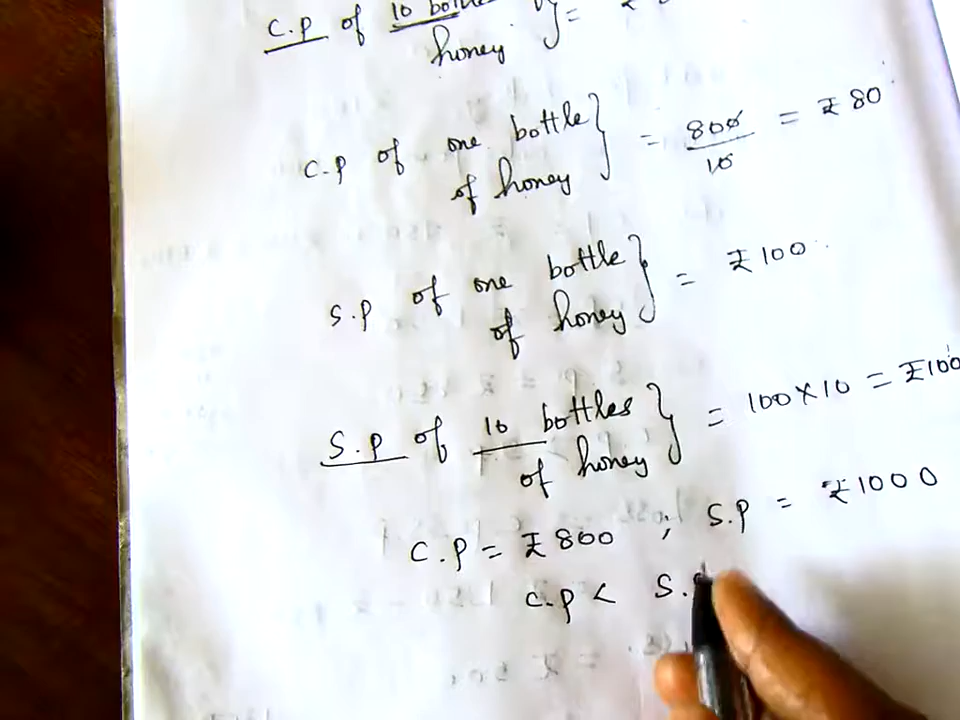 C.P of 10 } =
honey
C.P of one bottle } = 800/10 = ₹80
of honey
S.P of one bottle } = ₹100
of honey
S.P of 10 bottles } = 100×10 = ₹100
of honey
C.P = ₹800 ; S.P = ₹1000
C.P < S.